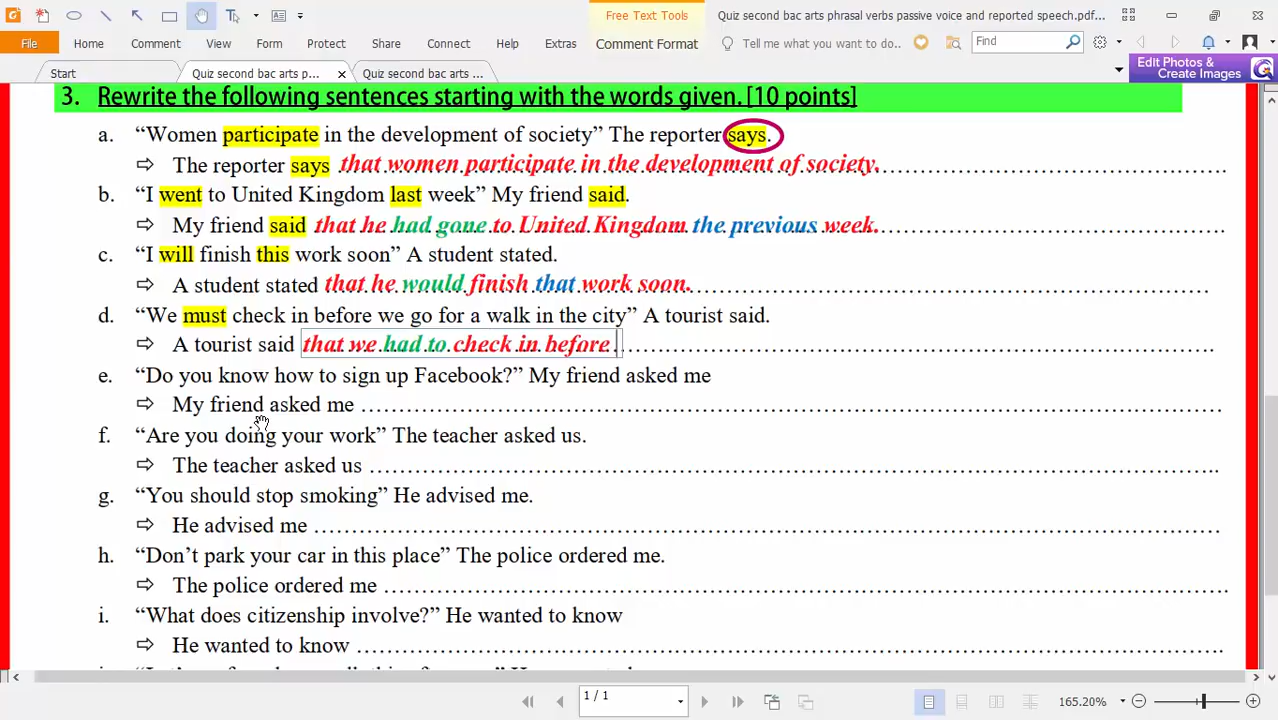 Free Text Tools
Quiz second bac arts phrasal verbs passive voice and reported speech.pdf...
File Home Comment View Form Protect Share Connect Help Extras Comment Format Tell me what you want to do.. Find
Start Quiz second bac arts p... Quiz second bac arts ... Edit Photos & Create Images
3. Rewrite the following sentences starting with the words given. [10 points]
a. “Women participate in the development of society” The reporter says.
⇨ The reporter says that women participate in the development of society.
b. “I went to United Kingdom last week” My friend said.
⇨ My friend said that he had gone to United Kingdom the previous week.
c. “I will finish this work soon” A student stated.
⇨ A student stated that he would finish that work soon.
d. “We must check in before we go for a walk in the city” A tourist said.
⇨ A tourist said that we had to check in before
e. “Do you know how to sign up Facebook?” My friend asked me
⇨ My friend asked me ……………………………………………………
f. “Are you doing your work” The teacher asked us.
⇨ The teacher asked us ……………………………………………………..
g. “You should stop smoking” He advised me.
⇨ He advised me ……………………………………………………
h. “Don’t park your car in this place” The police ordered me.
⇨ The police ordered me ……………………………………………………
i. “What does citizenship involve?” He wanted to know
⇨ He wanted to know ……………………………………………………
1 / 1 165.20%